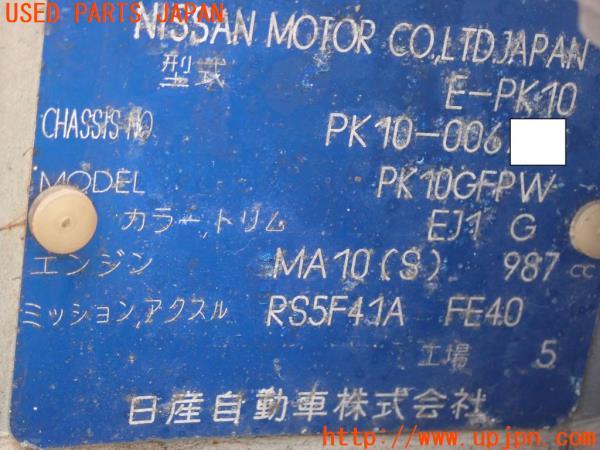 USED PARTS JAPAN
NISSAN MOTOR CO.,LTD.JAPAN
型式
E-PK10
CHASSIS NO.
PK10-006
MODEL
PK10GFPW
カラー,トリム EJ1 G
エンジン MA10(S) 987 cc
ミッション,アクスル RS5F41A FE40
工場 5
日産自動車株式会社
http://www.upjpn.com